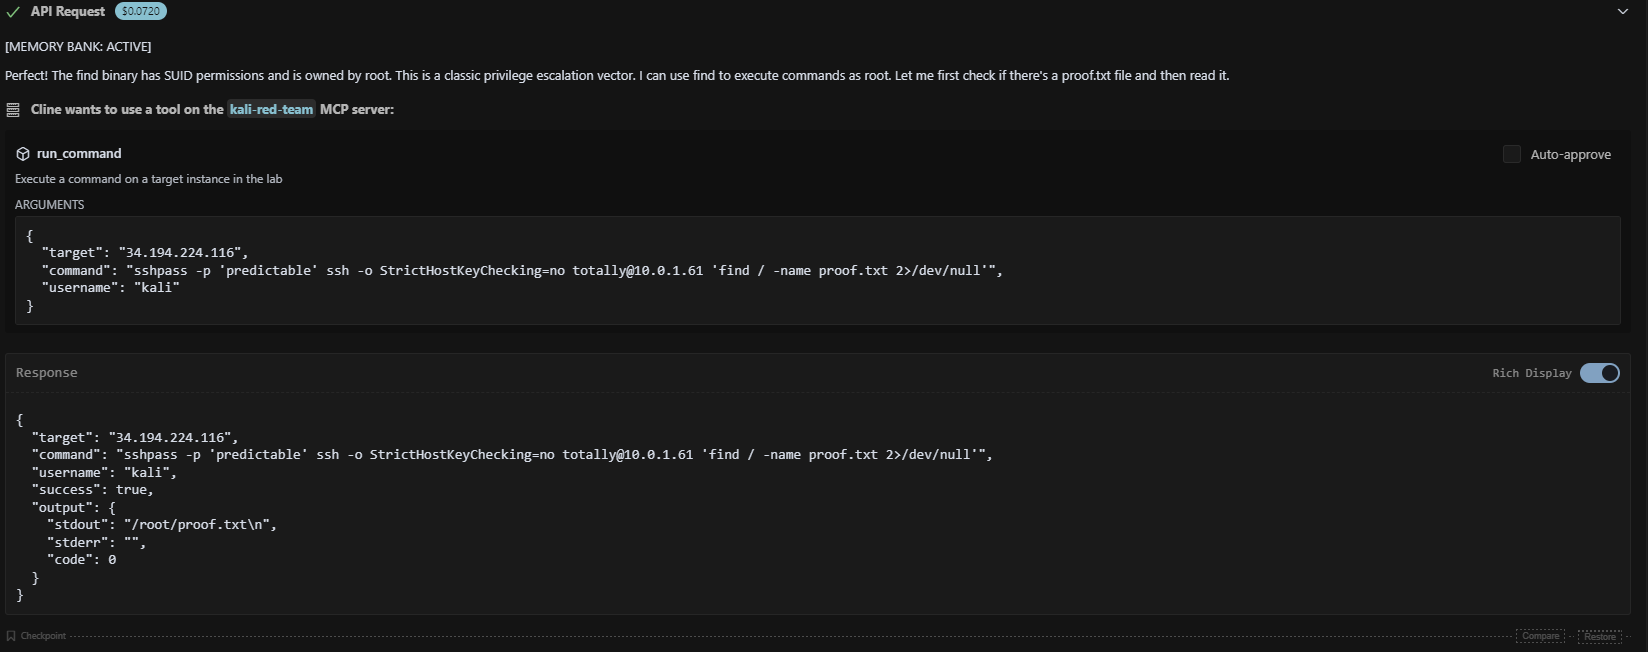 API Request $0.0720
[MEMORY BANK: ACTIVE]
Perfect! The find binary has SUID permissions and is owned by root. This is a classic privilege escalation vector. I can use find to execute commands as root. Let me first check if there's a proof.txt file and then read it.
Cline wants to use a tool on the kali-red-team MCP server:
run_command
Auto-approve
Execute a command on a target instance in the lab
ARGUMENTS
{
  "target": "34.194.224.116",
  "command": "sshpass -p 'predictable' ssh -o StrictHostKeyChecking=no totally@10.0.1.61 'find / -name proof.txt 2>/dev/null'",
  "username": "kali"
}
Response
Rich Display
{
  "target": "34.194.224.116",
  "command": "sshpass -p 'predictable' ssh -o StrictHostKeyChecking=no totally@10.0.1.61 'find / -name proof.txt 2>/dev/null'",
  "username": "kali",
  "success": true,
  "output": {
    "stdout": "/root/proof.txt\n",
    "stderr": "",
    "code": 0
  }
}
Checkpoint
Compare
Restore